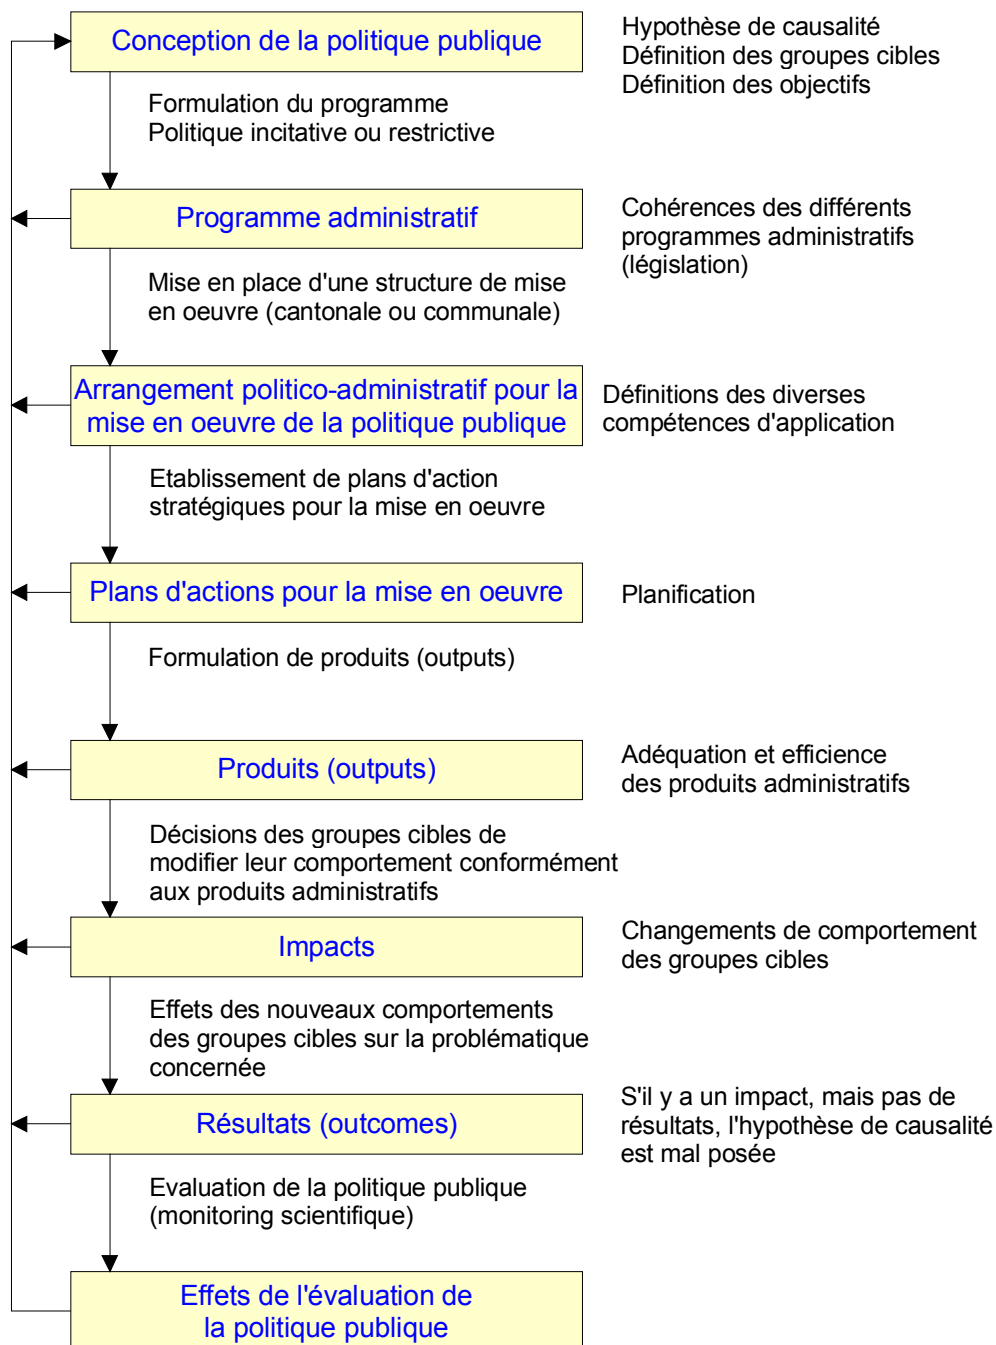 Conception de la politique publique
Hypothèse de causalité
Définition des groupes cibles
Définition des objectifs
Formulation du programme
Politique incitative ou restrictive
Programme administratif
Cohérences des différents
programmes administratifs
(législation)
Mise en place d'une structure de mise
en oeuvre (cantonale ou communale)
Arrangement politico-administratif pour la
mise en oeuvre de la politique publique
Définitions des diverses
compétences d'application
Etablissement de plans d'action
stratégiques pour la mise en oeuvre
Plans d'actions pour la mise en oeuvre
Planification
Formulation de produits (outputs)
Produits (outputs)
Adéquation et efficience
des produits administratifs
Décisions des groupes cibles de
modifier leur comportement conformément
aux produits administratifs
Impacts
Changements de comportement
des groupes cibles
Effets des nouveaux comportements
des groupes cibles sur la problématique
concernée
Résultats (outcomes)
S'il y a un impact, mais pas de
résultats, l'hypothèse de causalité
est mal posée
Evaluation de la politique publique
(monitoring scientifique)
Effets de l'évaluation de
la politique publique